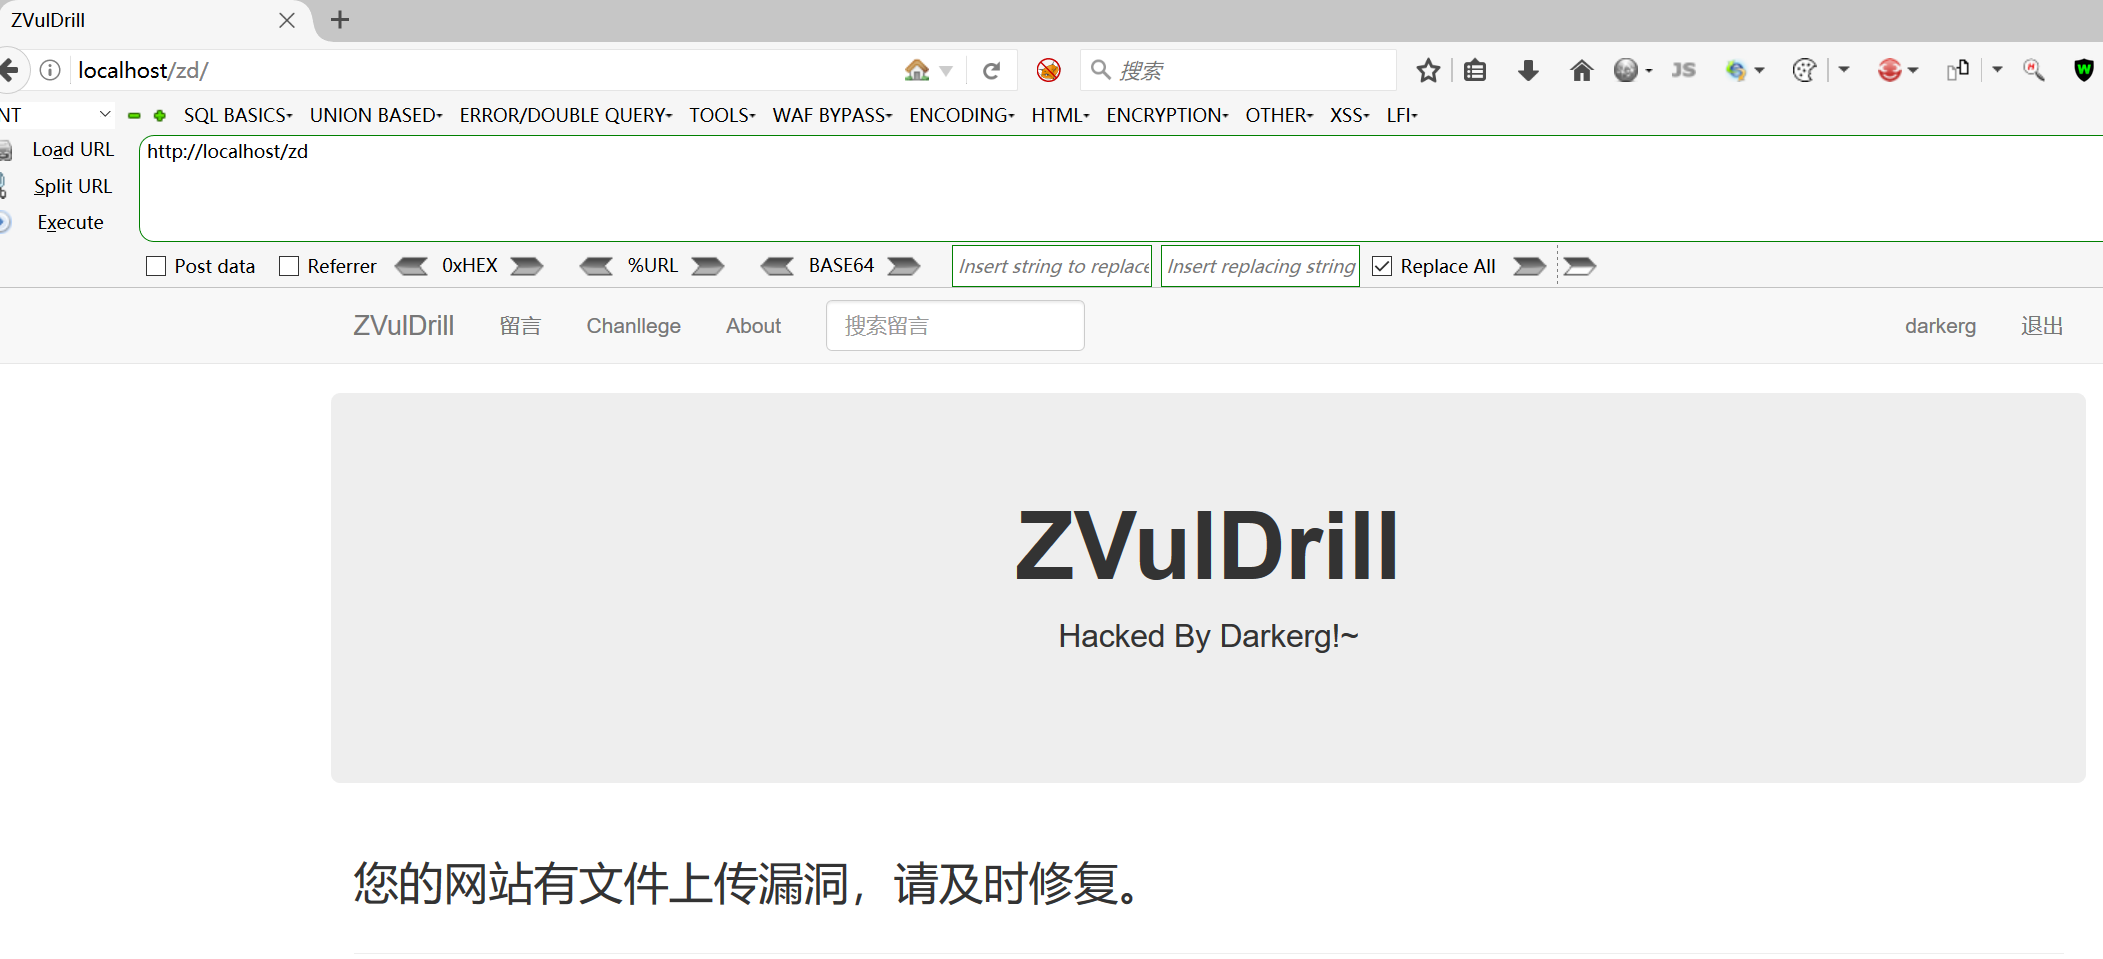 ZVulDrill
localhost/zd/
搜索
JS
NT
SQL BASICS UNION BASED ERROR/DOUBLE QUERY TOOLS WAF BYPASS ENCODING HTML ENCRYPTION OTHER XSS LFI
Load URL
http://localhost/zd
Split URL
Execute
Post data Referrer 0xHEX %URL BASE64 Insert string to replace Insert replacing string Replace All
ZVulDrill 留言 Chanllege About 搜索留言 darkerg 退出
ZVulDrill
Hacked By Darkerg!~
您的网站有文件上传漏洞，请及时修复。